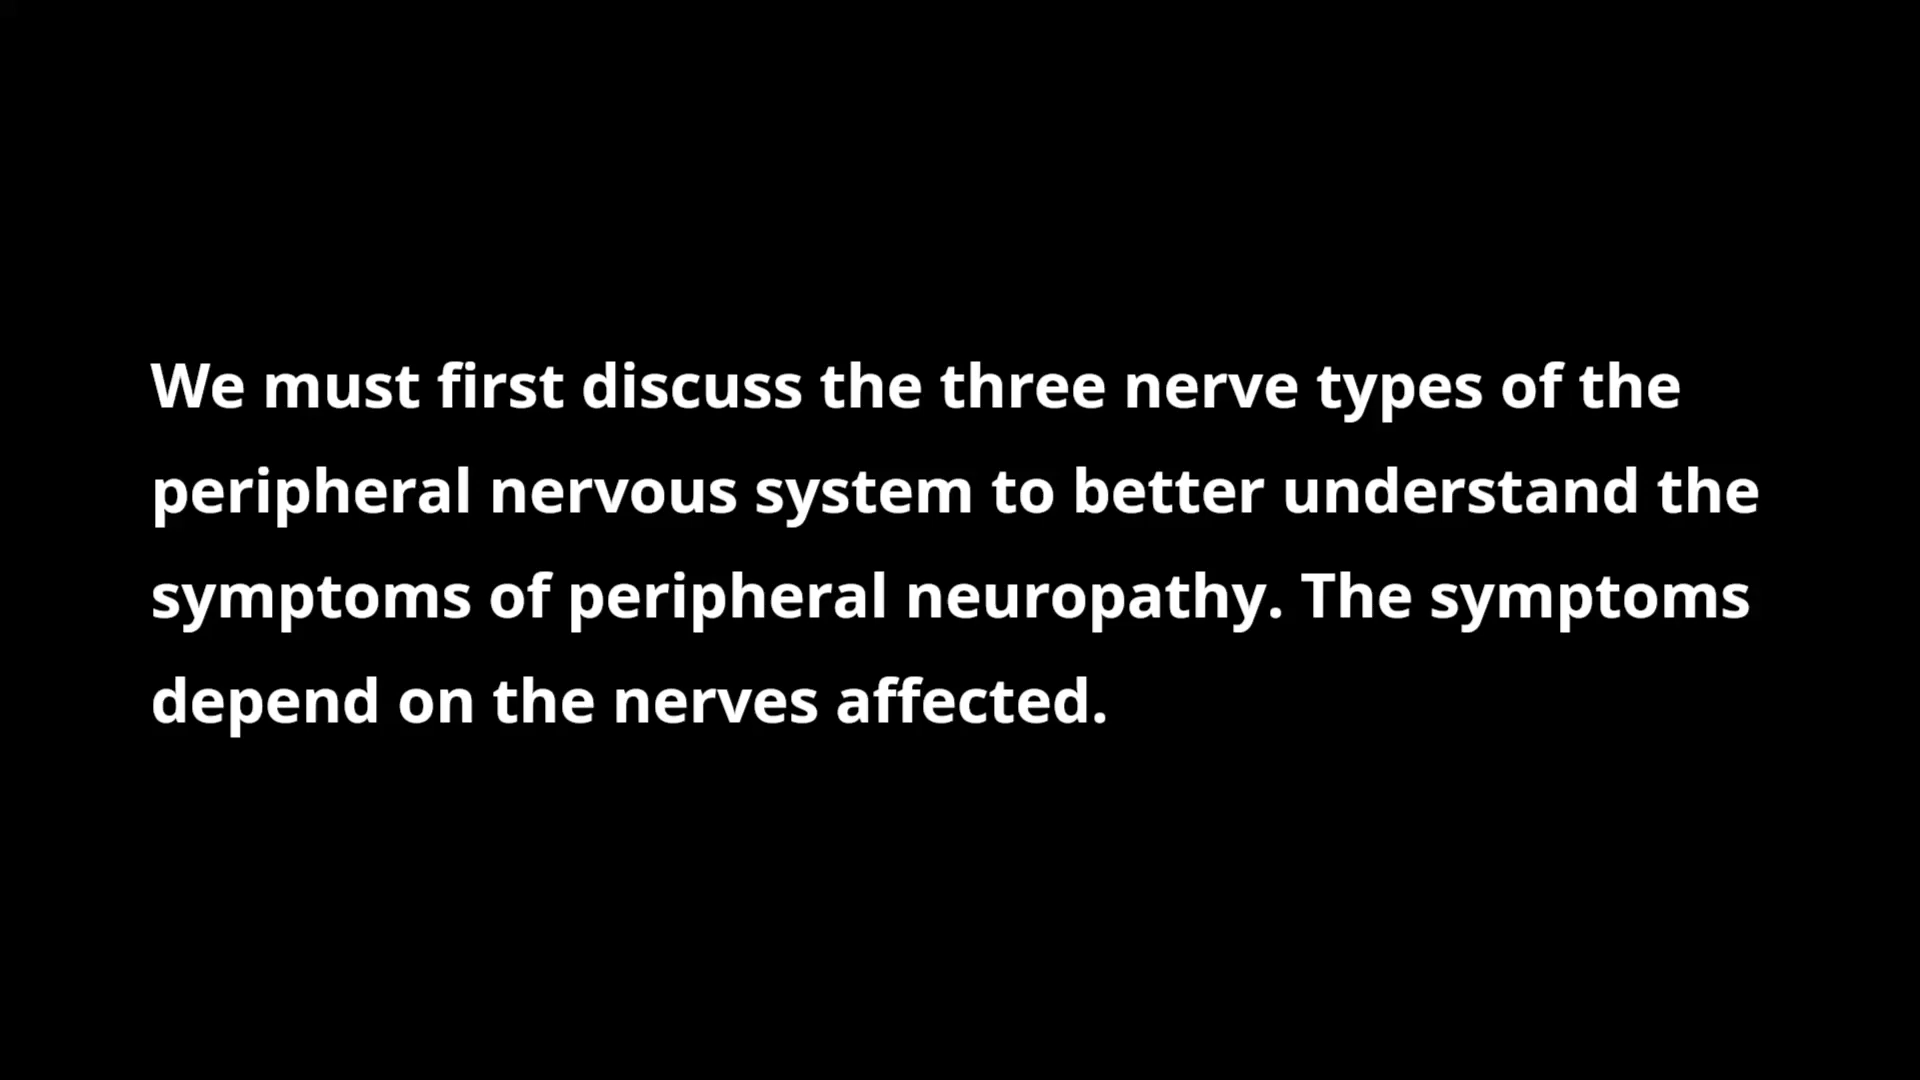 We must first discuss the three nerve types of the
peripheral nervous system to better understand the
symptoms of peripheral neuropathy. The symptoms
depend on the nerves affected.